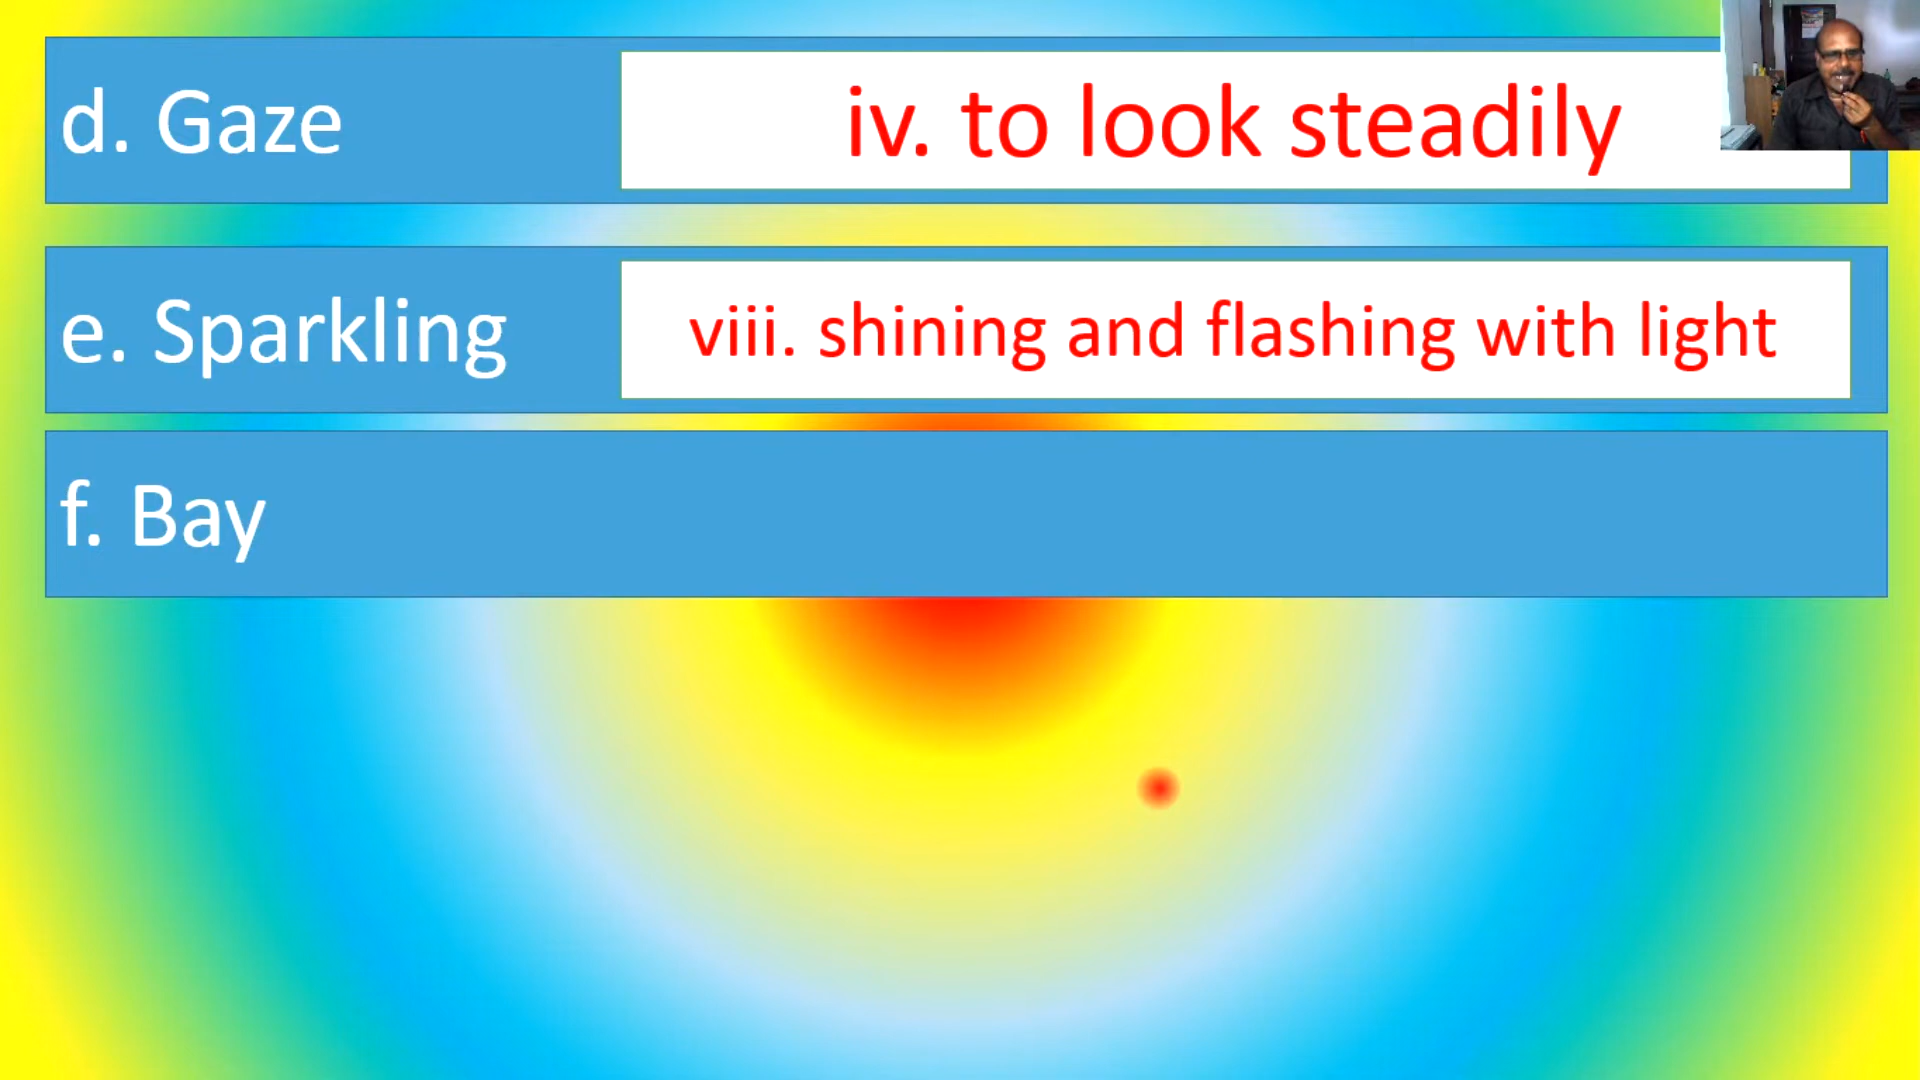 d. Gaze iv. to look steadily
e. Sparkling viii. shining and flashing with light
f. Bay